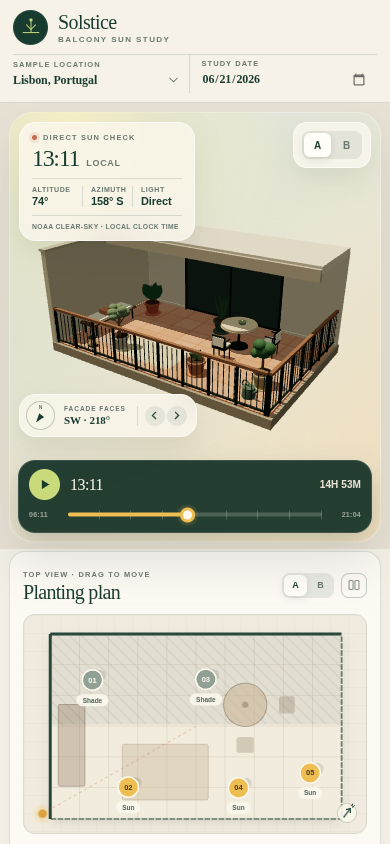 Solstice
BALCONY SUN STUDY
SAMPLE LOCATION
Lisbon, Portugal
STUDY DATE
06/21/2026
DIRECT SUN CHECK
13:11 LOCAL
ALTITUDE AZIMUTH LIGHT
74° 158° S Direct
NOAA CLEAR-SKY · LOCAL CLOCK TIME
A B
N
FACADE FACES
SW · 218°
13:11
14H 53M
06:11
21:04
TOP VIEW · DRAG TO MOVE
Planting plan
A B
01
Shade
03
Shade
05
Sun
02
Sun
04
Sun